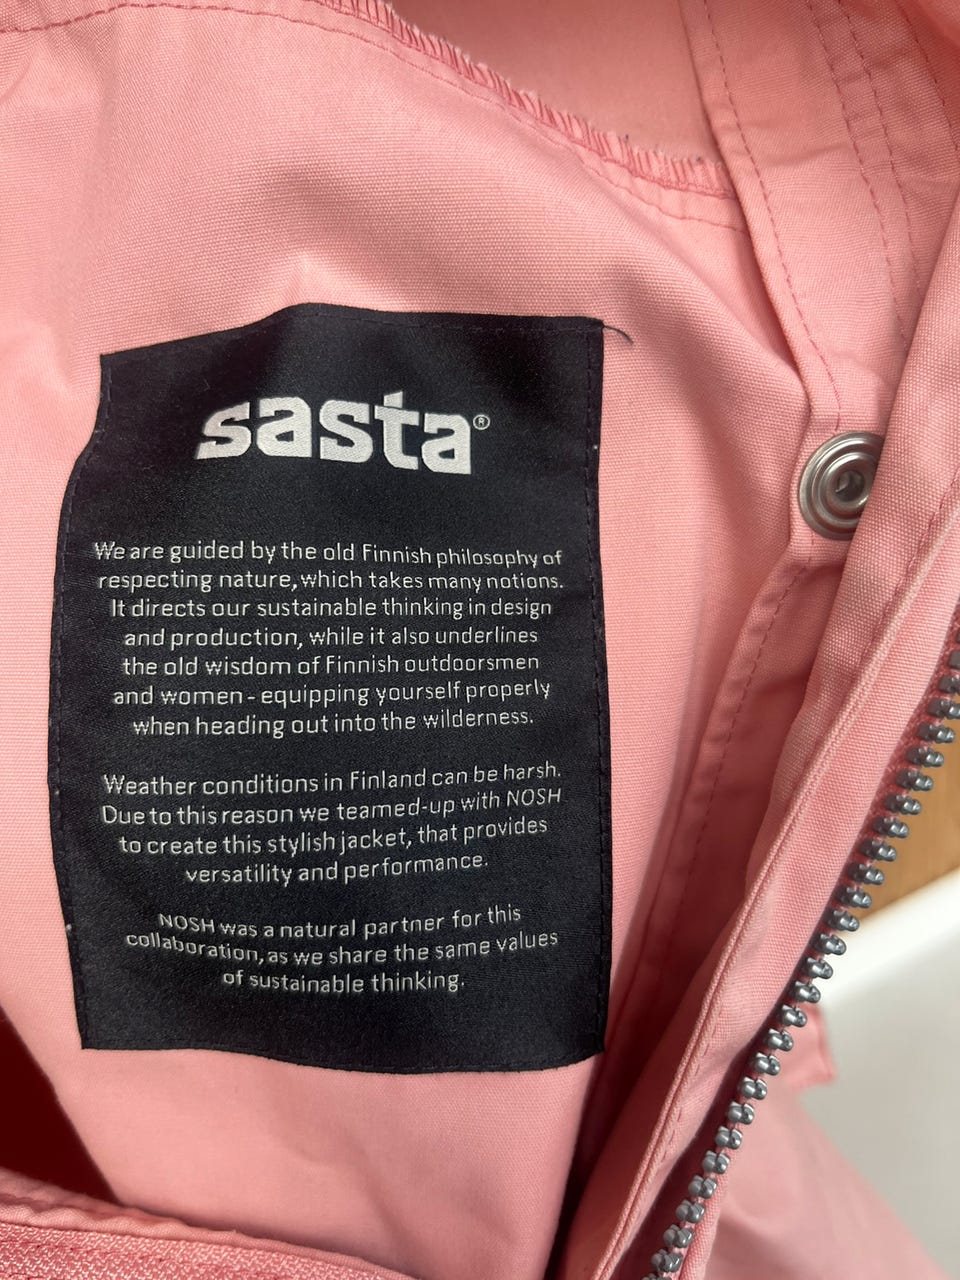 sasta®
We are guided by the old Finnish philosophy of
respecting nature, which takes many notions.
It directs our sustainable thinking in design
and production, while it also underlines
the old wisdom of Finnish outdoorsmen
and women - equipping yourself properly
when heading out into the wilderness.
Weather conditions in Finland can be harsh.
Due to this reason we teamed-up with NOSH
to create this stylish jacket, that provides
versatility and performance.
NOSH was a natural partner for this
collaboration, as we share the same values
of sustainable thinking.